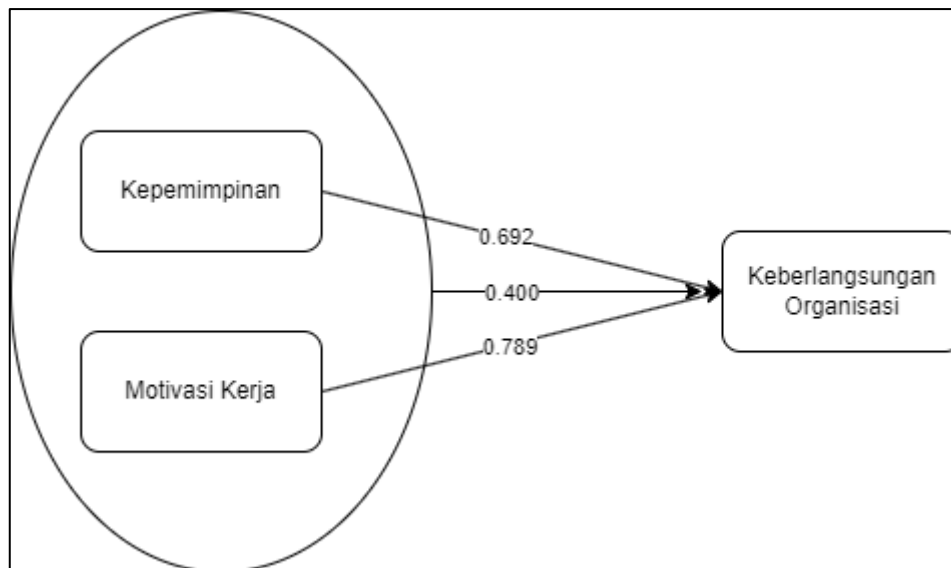 Kepemimpinan
0.692
0.400
0.789
Motivasi Kerja
Keberlangsungan
Organisasi